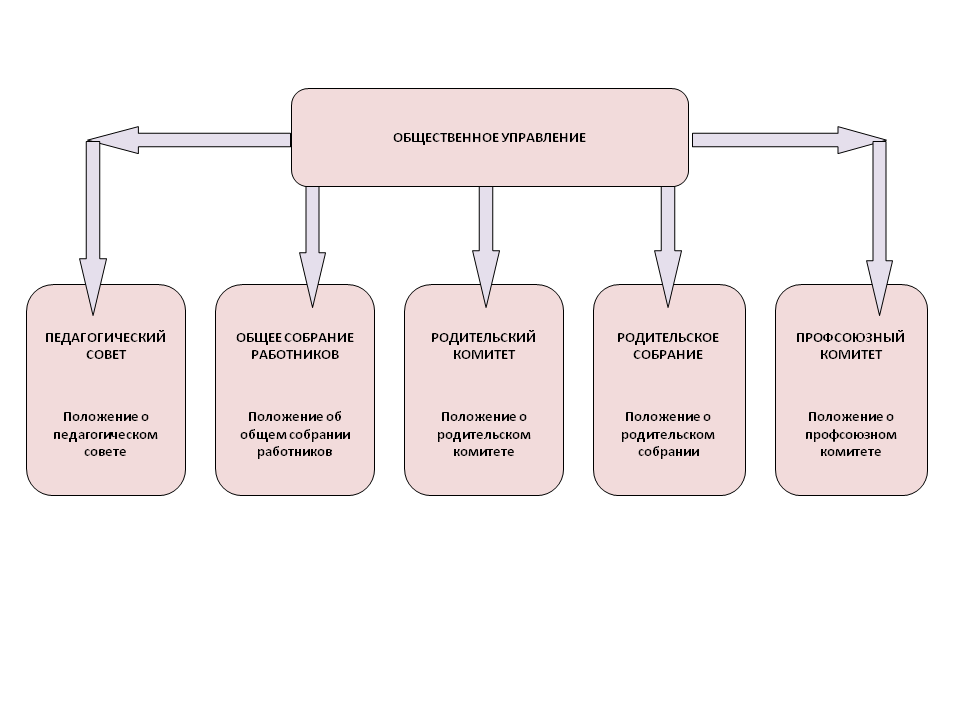 ОБЩЕСТВЕННОЕ УПРАВЛЕНИЕ
ПЕДАГОГИЧЕСКИЙ
СОВЕТ
Положение о
педагогическом
совете
ОБЩЕЕ СОБРАНИЕ
РАБОТНИКОВ
Положение об
общем собрании
работников
РОДИТЕЛЬСКИЙ
КОМИТЕТ
Положение о
родительском
комитете
РОДИТЕЛЬСКОЕ
СОБРАНИЕ
Положение о
родительском
собрании
ПРОФСОЮЗНЫЙ
КОМИТЕТ
Положение о
профсоюзном
комитете